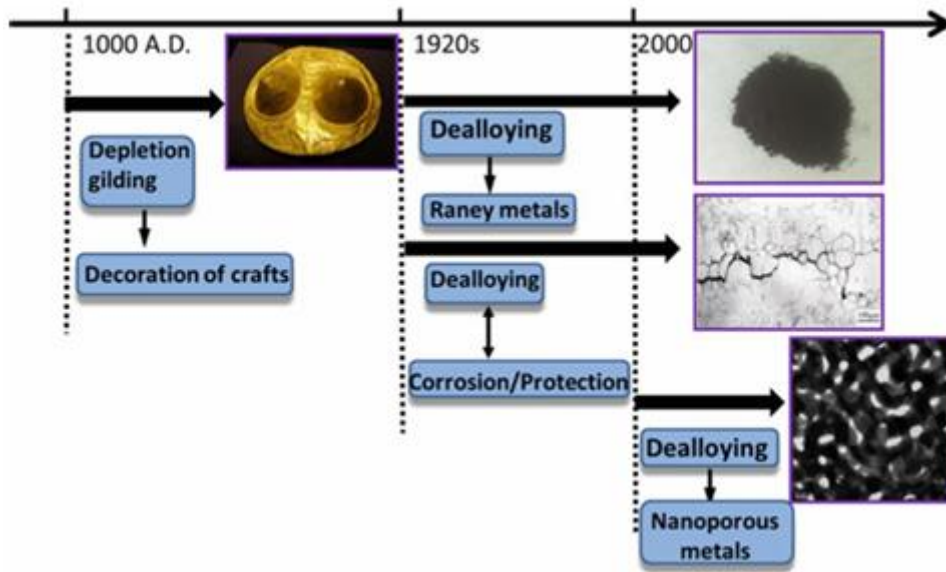 1000 A.D.
1920s
2000
Depletion
gilding
Decoration of crafts
Dealloying
Raney metals
Dealloying
Corrosion/Protection
Dealloying
Nanoporous
metals